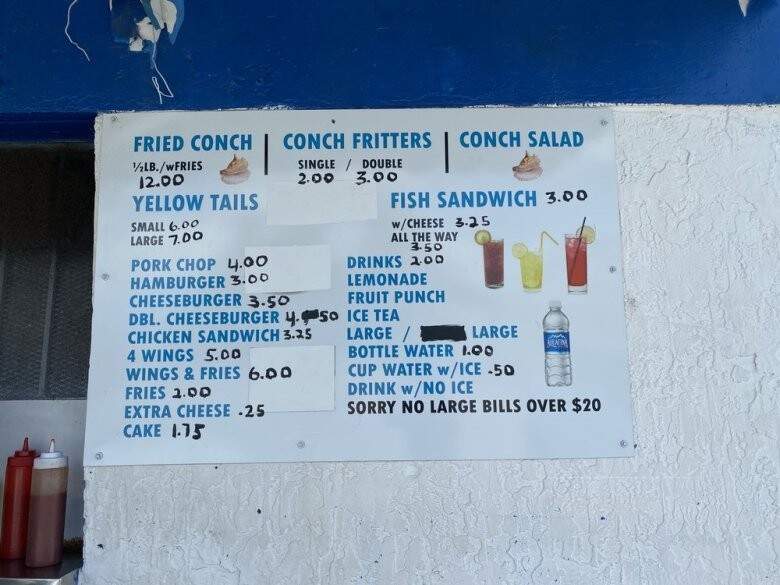 FRIED CONCH
1/2LB./wFRIES
12.00
CONCH FRITTERS
SINGLE / DOUBLE
2.00 3.00
CONCH SALAD
YELLOW TAILS
SMALL 6.00
LARGE 7.00
FISH SANDWICH 3.00
w/CHEESE 3.25
ALL THE WAY
3.50
PORK CHOP 4.00
HAMBURGER 3.00
CHEESEBURGER 3.50
DBL. CHEESEBURGER 4.50
CHICKEN SANDWICH 3.25
4 WINGS 5.00
WINGS & FRIES 6.00
FRIES 2.00
EXTRA CHEESE .25
CAKE 1.75
DRINKS 2.00
LEMONADE
FRUIT PUNCH
ICE TEA
LARGE / LARGE
BOTTLE WATER 1.00
CUP WATER w/ICE .50
DRINK w/NO ICE
SORRY NO LARGE BILLS OVER $20